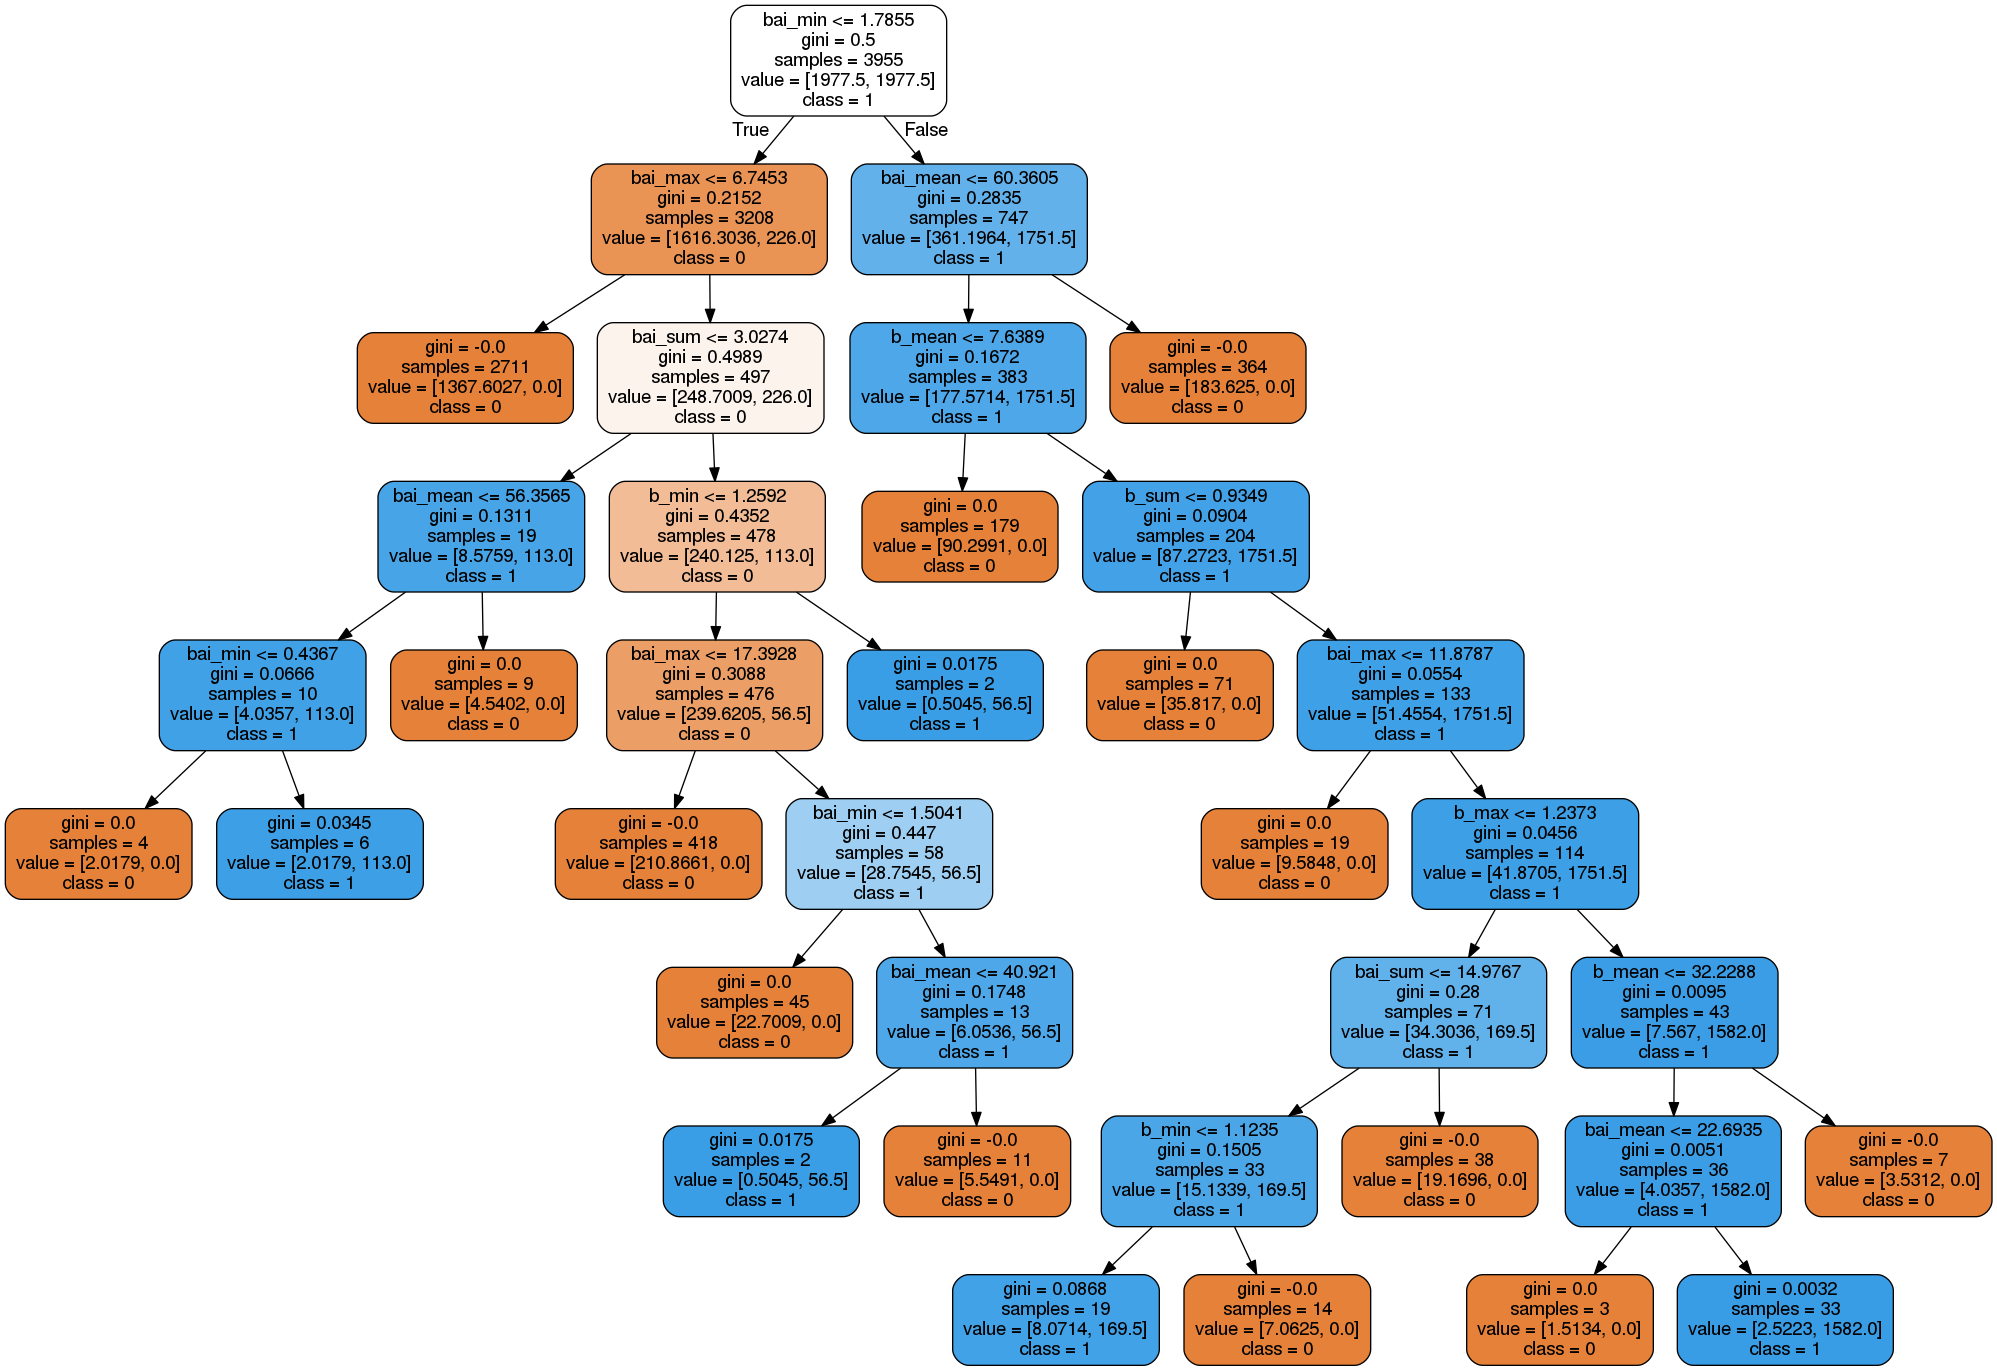 bai_min <= 1.7855
gini = 0.5
samples = 3955
value = [1977.5, 1977.5]
class = 1
True
False
bai_max <= 6.7453
gini = 0.2152
samples = 3208
value = [1616.3036, 226.0]
class = 0
bai_mean <= 60.3605
gini = 0.2835
samples = 747
value = [361.1964, 1751.5]
class = 1
gini = -0.0
samples = 2711
value = [1367.6027, 0.0]
class = 0
bai_sum <= 3.0274
gini = 0.4989
samples = 497
value = [248.7009, 226.0]
class = 0
b_mean <= 7.6389
gini = 0.1672
samples = 383
value = [177.5714, 1751.5]
class = 1
gini = -0.0
samples = 364
value = [183.625, 0.0]
class = 0
bai_mean <= 56.3565
gini = 0.1311
samples = 19
value = [8.5759, 113.0]
class = 1
b_min <= 1.2592
gini = 0.4352
samples = 478
value = [240.125, 113.0]
class = 0
gini = 0.0
samples = 179
value = [90.2991, 0.0]
class = 0
b_sum <= 0.9349
gini = 0.0904
samples = 204
value = [87.2723, 1751.5]
class = 1
bai_min <= 0.4367
gini = 0.0666
samples = 10
value = [4.0357, 113.0]
class = 1
gini = 0.0
samples = 9
value = [4.5402, 0.0]
class = 0
bai_max <= 17.3928
gini = 0.3088
samples = 476
value = [239.6205, 56.5]
class = 0
gini = 0.0175
samples = 2
value = [0.5045, 56.5]
class = 1
gini = 0.0
samples = 71
value = [35.817, 0.0]
class = 0
bai_max <= 11.8787
gini = 0.0554
samples = 133
value = [51.4554, 1751.5]
class = 1
gini = 0.0
samples = 4
value = [2.0179, 0.0]
class = 0
gini = 0.0345
samples = 6
value = [2.0179, 113.0]
class = 1
gini = -0.0
samples = 418
value = [210.8661, 0.0]
class = 0
bai_min <= 1.5041
gini = 0.447
samples = 58
value = [28.7545, 56.5]
class = 1
gini = 0.0
samples = 19
value = [9.5848, 0.0]
class = 0
b_max <= 1.2373
gini = 0.0456
samples = 114
value = [41.8705, 1751.5]
class = 1
gini = 0.0
samples = 45
value = [22.7009, 0.0]
class = 0
bai_mean <= 40.921
gini = 0.1748
samples = 13
value = [6.0536, 56.5]
class = 1
bai_sum <= 14.9767
gini = 0.28
samples = 71
value = [34.3036, 169.5]
class = 1
b_mean <= 32.2288
gini = 0.0095
samples = 43
value = [7.567, 1582.0]
class = 1
gini = 0.0175
samples = 2
value = [0.5045, 56.5]
class = 1
gini = -0.0
samples = 11
value = [5.5491, 0.0]
class = 0
b_min <= 1.1235
gini = 0.1505
samples = 33
value = [15.1339, 169.5]
class = 1
gini = -0.0
samples = 38
value = [19.1696, 0.0]
class = 0
bai_mean <= 22.6935
gini = 0.0051
samples = 36
value = [4.0357, 1582.0]
class = 1
gini = -0.0
samples = 7
value = [3.5312, 0.0]
class = 0
gini = 0.0868
samples = 19
value = [8.0714, 169.5]
class = 1
gini = -0.0
samples = 14
value = [7.0625, 0.0]
class = 0
gini = 0.0
samples = 3
value = [1.5134, 0.0]
class = 0
gini = 0.0032
samples = 33
value = [2.5223, 1582.0]
class = 1